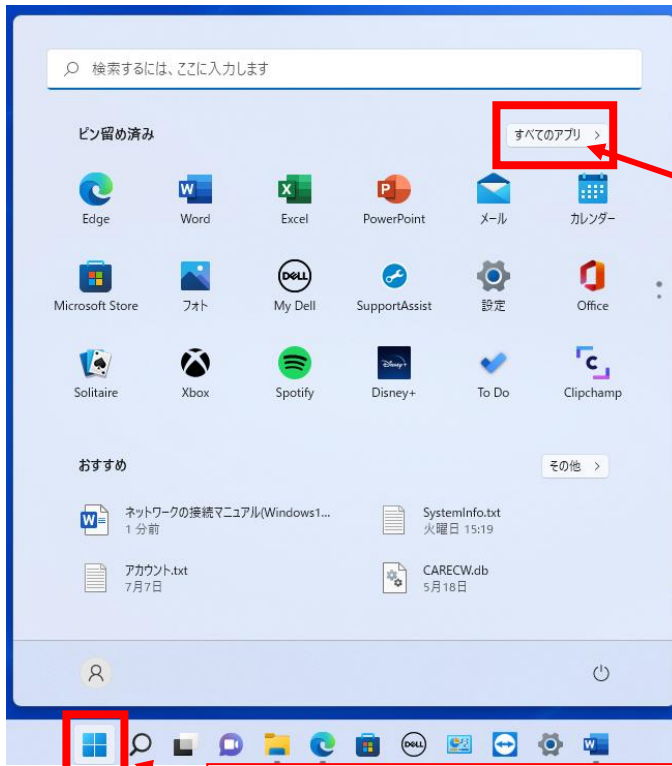 検索するには、ここに入力します
ピン留め済み
すべてのアプリ >
Edge Word Excel PowerPoint メール カレンダー
Microsoft Store フォト My Dell SupportAssist 設定 Office
Solitaire Xbox Spotify Disney+ To Do Clipchamp
おすすめ
その他 >
ネットワークの接続マニュアル(Windows1... SystemInfo.txt
1 分前 火曜日 15:19
アカウント.txt CARECW.db
7月7日 5月18日